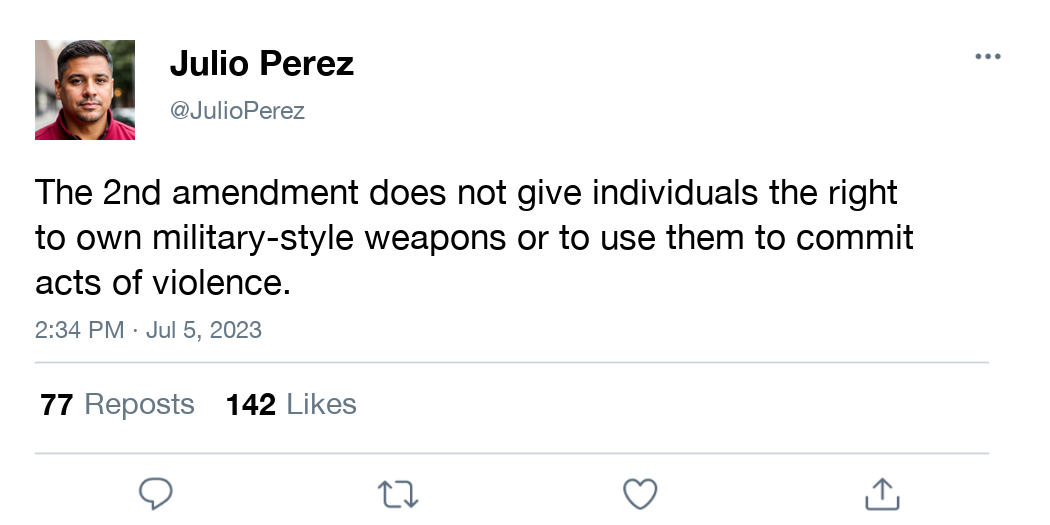 Julio Perez
@JulioPerez
The 2nd amendment does not give individuals the right
to own military-style weapons or to use them to commit
acts of violence.
2:34 PM · Jul 5, 2023
77 Reposts 142 Likes